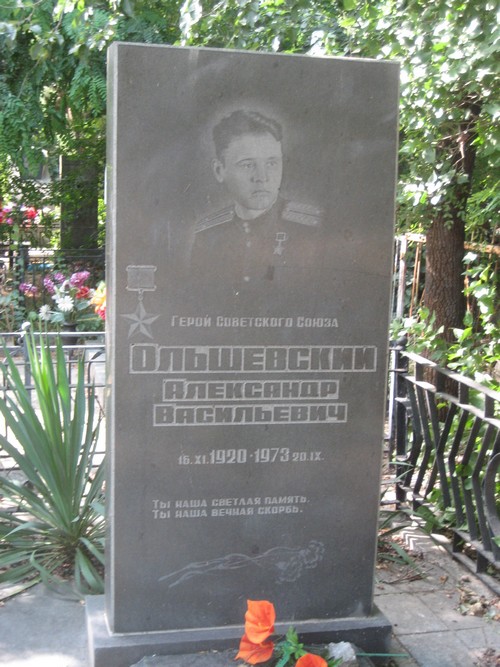 Герой Советского Союза
Ольшевский
Александр
Васильевич
15.XI.1920-1973 20.IX.
Ты наша светлая память,
Ты наша вечная скорбь.